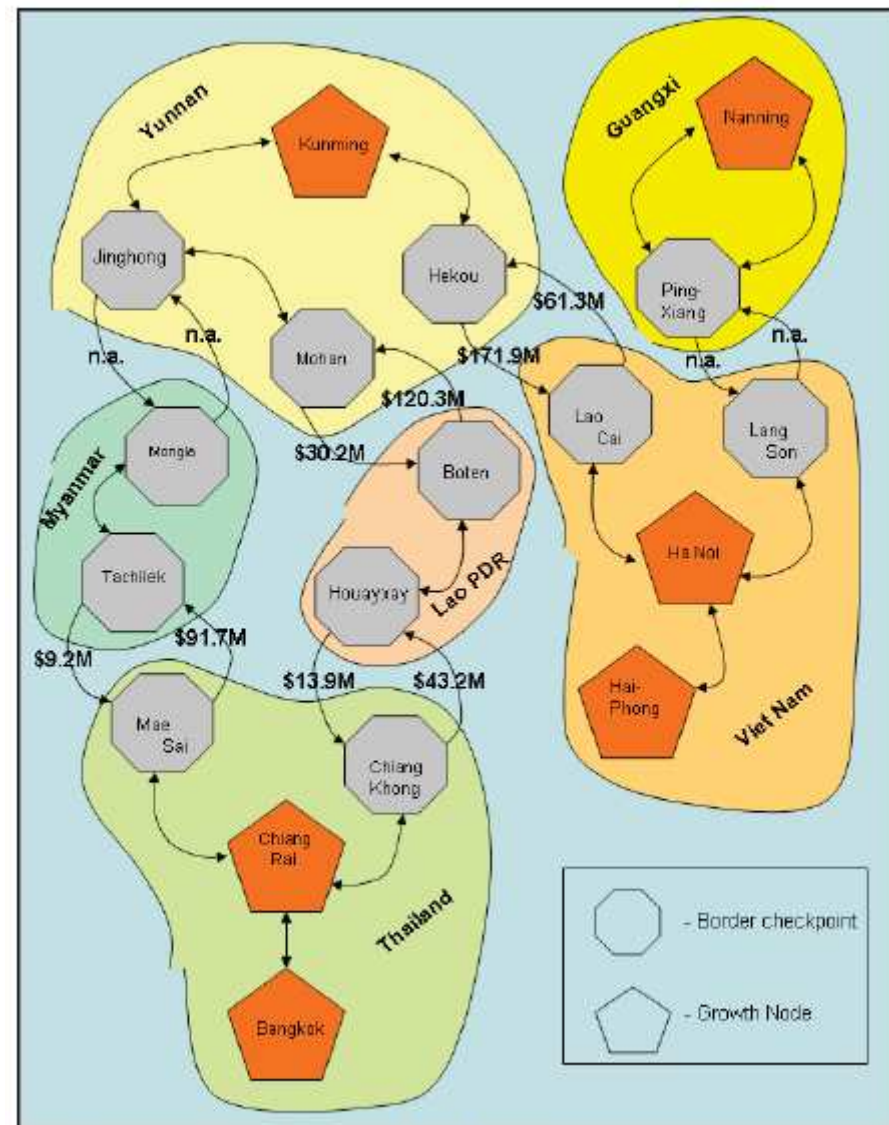 Yunnan
Kunming
Guangxi
Nanning
Jinghong
Hekou
Ping-
Xiang
$61.3M
n.a.
n.a.
Mohan
$171.9M
n.a.
n.a.
$120.3M
Lao
Cai
Lang
Son
$30.2M
Mongla
Boten
Myanmar
Ha Noi
Tachilek
Houayxay
Lao PDR
$9.2M
$91.7M
$13.9M
$43.2M
Hai-
Phong
Viet Nam
Mae
Sai
Chiang
Khong
Chiang
Rai
Thailand
Bangkok
- Border checkpoint
- Growth Node